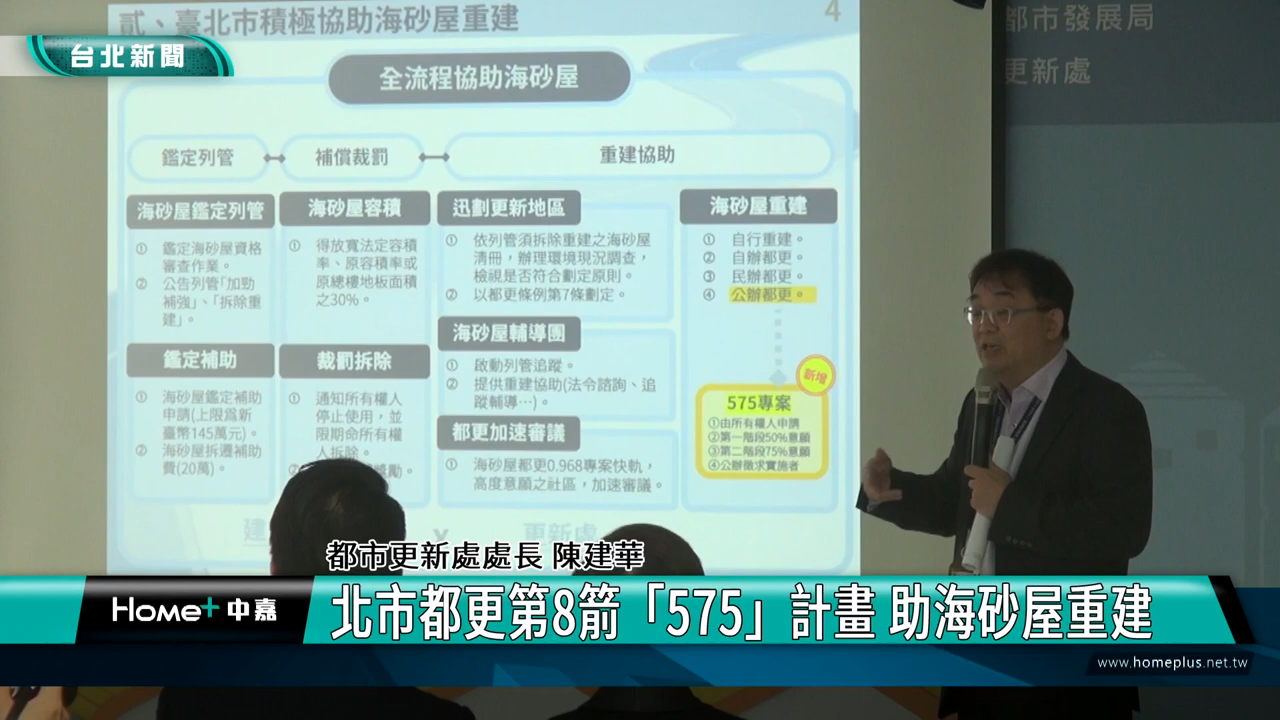 貳、臺北市積極協助海砂屋重建
4
都市發展局
更新處
台北新聞
全流程協助海砂屋
鑑定列管
補償裁罰
重建協助
海砂屋鑑定列管
① 鑑定海砂屋資格
審查作業。
② 公告列管「加勁
補強」、「拆除重
建」。
鑑定補助
① 海砂屋鑑定補助
申請(上限為新
臺幣145萬元)。
② 海砂屋拆遷補助
費(20萬)。
海砂屋容積
① 得放寬法定容積
率、原容積率或
原總樓地板面積
之30%。
裁罰拆除
① 通知所有權人
停止使用，並
限期命所有權
人拆除。
勵。
迅劃更新地區
① 依列管須拆除重建之海砂屋
清冊，辦理環境現況調查，
檢視是否符合劃定原則。
② 以都更條例第7條劃定。
海砂屋輔導團
① 啟動列管追蹤。
② 提供重建協助(法令諮詢、追
蹤輔導…)。
都更加速審議
① 海砂屋都更0.968專案快軌，
高度意願之社區，加速審議。
海砂屋重建
① 自行重建。
② 自辦都更。
③ 民辦都更。
④ 公辦都更。
新增
575專案
①由所有權人申請
②第一階段50%意願
③第二階段75%意願
④公辦徵求實施者
建
x
更新處
都市更新處處長 陳建華
Home+ 中嘉
北市都更第8箭「575」計畫 助海砂屋重建
www.homeplus.net.tw